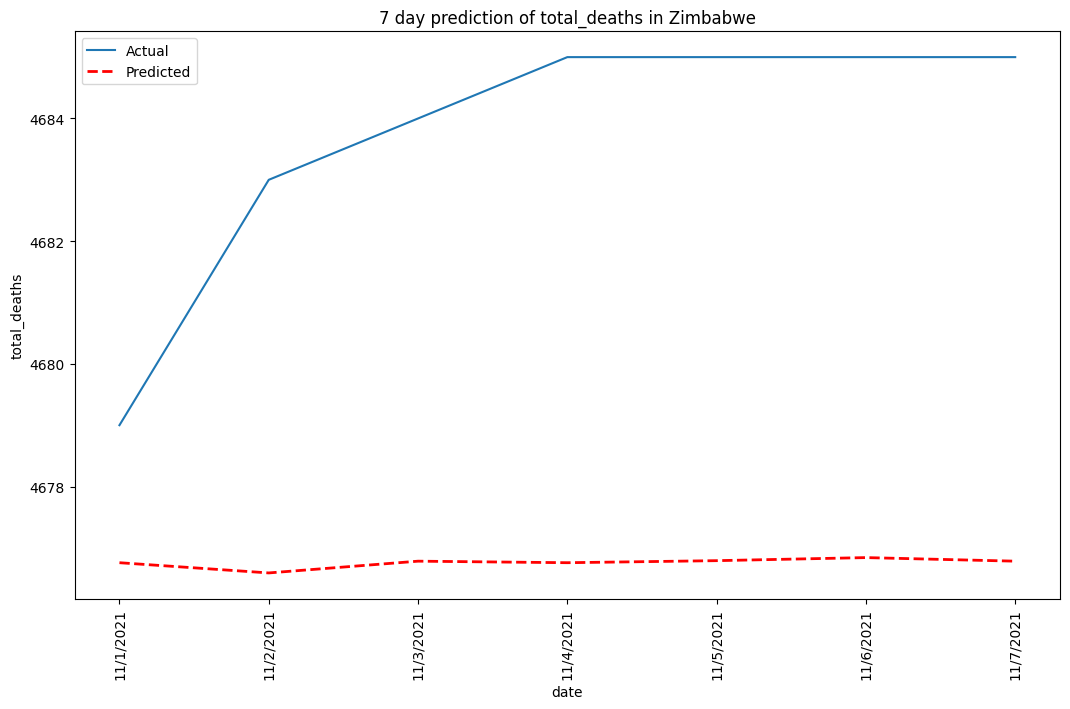 7 day prediction of total_deaths in Zimbabwe
Actual
Predicted
4684
4682
4680
4678
total_deaths
11/1/2021
11/2/2021
11/3/2021
11/4/2021
11/5/2021
11/6/2021
11/7/2021
date